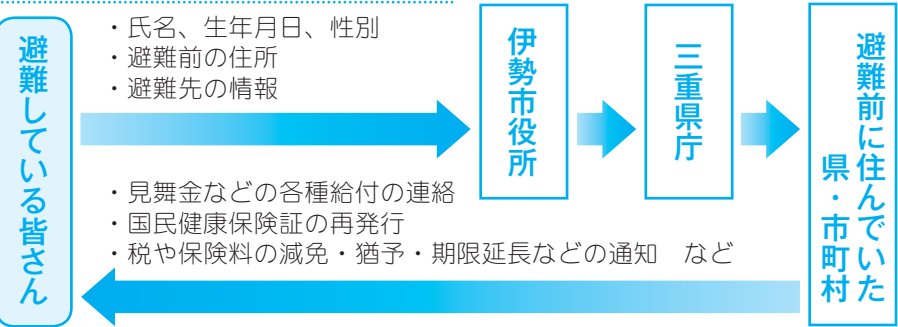 避難している皆さん
・氏名、生年月日、性別
・避難前の住所
・避難先の情報
伊勢市役所
三重県庁
避難前に住んでいた
県・市町村
・見舞金などの各種給付の連絡
・国民健康保険証の再発行
・税や保険料の減免・猶予・期限延長などの通知　など